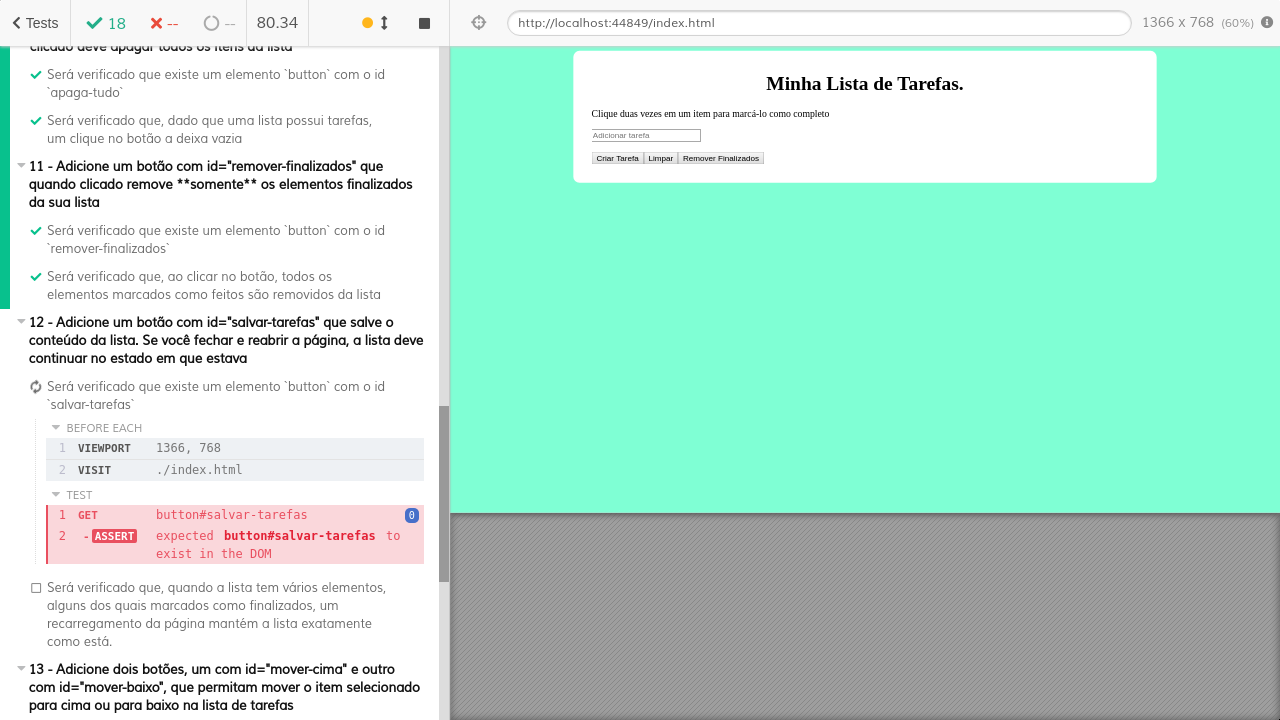 Tests
18
--
--
80.34
http://localhost:44849/index.html
1366 x 768 (60%)
clicado deve apagar todos os itens da lista
Será verificado que existe um elemento `button` com o id
`apaga-tudo`
Será verificado que, dado que uma lista possui tarefas,
um clique no botão a deixa vazia
11 - Adicione um botão com id="remover-finalizados" que
quando clicado remove **somente** os elementos finalizados
da sua lista
Será verificado que existe um elemento `button` com o id
`remover-finalizados`
Será verificado que, ao clicar no botão, todos os
elementos marcados como feitos são removidos da lista
12 - Adicione um botão com id="salvar-tarefas" que salve o
conteúdo da lista. Se você fechar e reabrir a página, a lista deve
continuar no estado em que estava
Será verificado que existe um elemento `button` com o id
`salvar-tarefas`
BEFORE EACH
1 VIEWPORT 1366, 768
2 VISIT ./index.html
TEST
1 GET button#salvar-tarefas 0
2 -ASSERT expected button#salvar-tarefas to
exist in the DOM
Será verificado que, quando a lista tem vários elementos,
alguns dos quais marcados como finalizados, um
recarregamento da página mantém a lista exatamente
como está.
13 - Adicione dois botões, um com id="mover-cima" e outro
com id="mover-baixo", que permitam mover o item selecionado
para cima ou para baixo na lista de tarefas
Minha Lista de Tarefas.
Clique duas vezes em um item para marcá-lo como completo
Adicionar tarefa
Criar Tarefa Limpar Remover Finalizados